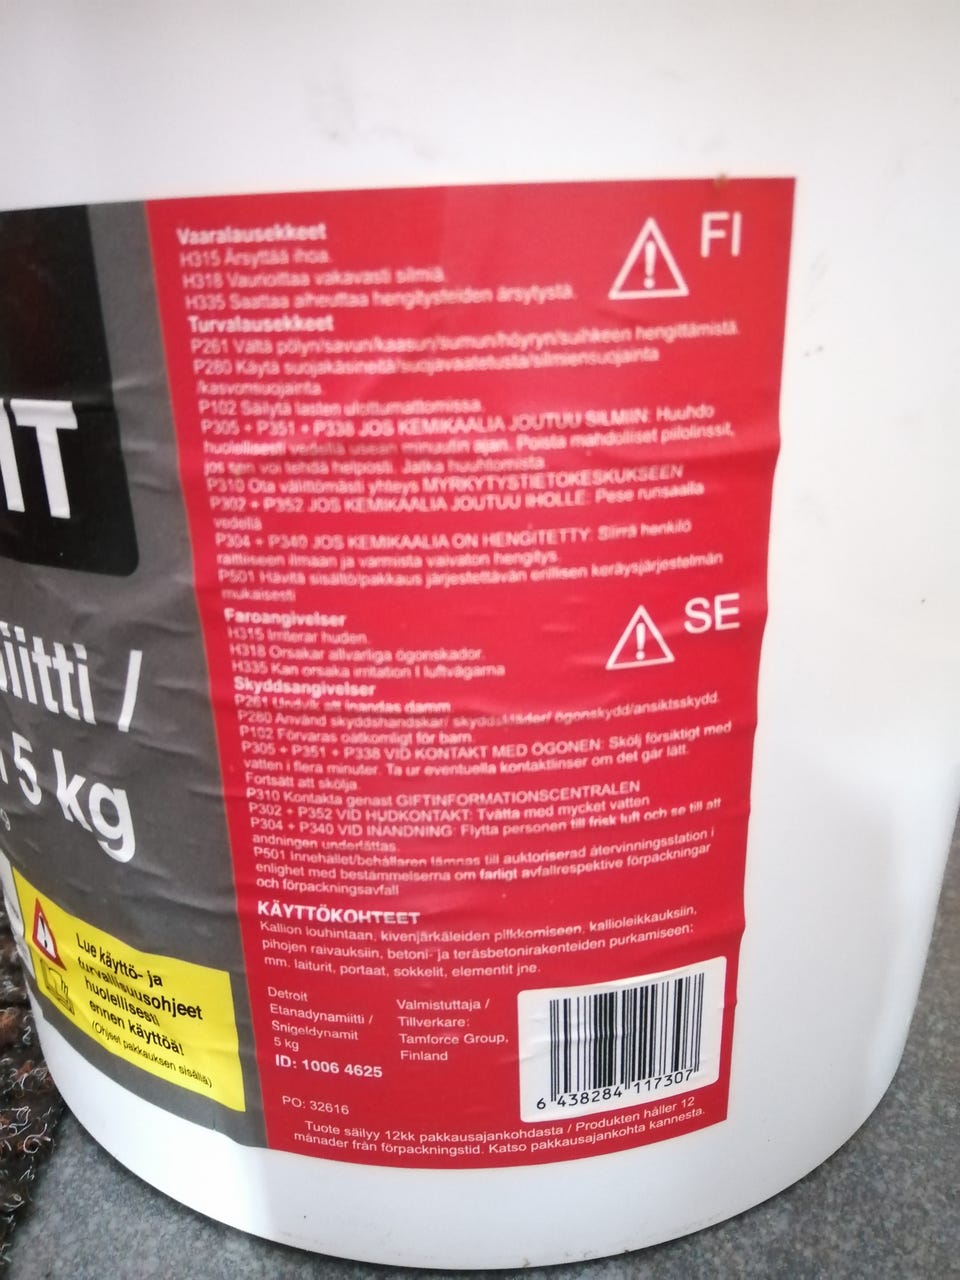 Vaaralausekkeet
H315 Ärsyttää ihoa.
H318 Vaurioittaa vakavasti silmiä.
H335 Saattaa aiheuttaa hengitysteiden ärsytystä.
FI
Turvalausekkeet
P261 Vältä pölyn/savun/kaasun/sumun/höyryn/suihkeen hengittämistä.
P280 Käytä suojakäsineitä/suojavaatetusta/silmiensuojainta
/kasvonsuojainta.
P102 Säilytä lasten ulottumattomissa.
P305 + P351 + P338 JOS KEMIKAALIA JOUTUU SILMIIN: Huuhdo
huolellisesti vedellä usean minuutin ajan. Poista mahdolliset piilolinssit,
jos sen voi tehdä helposti. Jatka huuhtomista.
P310 Ota välittömästi yhteys MYRKYTYSTIETOKESKUKSEEN
P302 + P352 JOS KEMIKAALIA JOUTUU IHOLLE: Pese runsaalla
vedellä
P304 + P340 JOS KEMIKAALIA ON HENGITETTY: Siirrä henkilö
raittiiseen ilmaan ja varmista vaivaton hengitys.
P501 Hävitä sisältö/pakkaus järjestettävän erillisen keräysjärjestelmän
mukaisesti
Faroangivelser
H315 Irriterar huden.
H318 Orsakar allvarliga ögonskador.
H335 Kan orsaka irritation i luftvägarna
SE
Skyddsangivelser
P261 Undvik att inandas damm.
P280 Använd skyddshandskar/ skyddskläder/ ögonskydd/ansiktsskydd.
P102 Förvaras oåtkomligt för barn.
P305 + P351 + P338 VID KONTAKT MED ÖGONEN: Skölj försiktigt med
vatten i flera minuter. Ta ur eventuella kontaktlinser om det går lätt.
Fortsätt att skölja.
P310 Kontakta genast GIFTINFORMATIONSCENTRALEN
P302 + P352 VID HUDKONTAKT: Tvätta med mycket vatten
P304 + P340 VID INANDNING: Flytta personen till frisk luft och se till att
andningen underlättas.
P501 Innehållet/behållaren lämnas till auktoriserad återvinningsstation i
enlighet med bestämmelserna om farligt avfallrespektive förpackningar
och förpackningsavfall
KÄYTTÖKOHTEET
Kallion louhintaan, kivenjärkäleiden pilkkomiseen, kallioleikkauksiin,
pihojen raivauksiin, betoni- ja teräsbetonirakenteiden purkamiseen;
mm. laiturit, portaat, sokkelit, elementit jne.
Detroit
Etanadynamiitti /
Snigeldynamit
5 kg
ID: 1006 4625
PO: 32616
Valmistuttaja /
Tillverkare:
Tamforce Group,
Finland
6 438284 117307
Tuote säilyy 12kk pakkausajankohdasta / Produkten håller 12
månader från förpackningstid. Katso pakkausajankohta kannesta.
IT
iitti /
5 kg
Lue käyttö- ja
turvallisuusohjeet
huolellisesti
ennen käyttöä!
(Ohjeet pakkauksen sisällä)